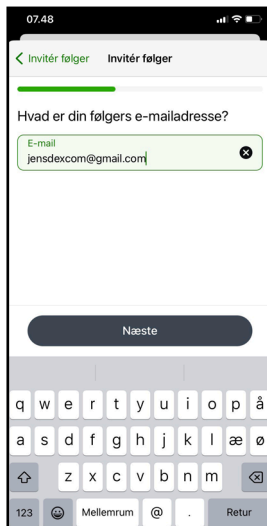 07.48
Invitér følger Invitér følger
Hvad er din følgers e-mailadresse?
E-mail
jensdexcom@gmail.com
Næste
q w e r t y u i o p å
a s d f g h j k l æ ø
z x c v b n m
123 Mellemrum @ . Retur